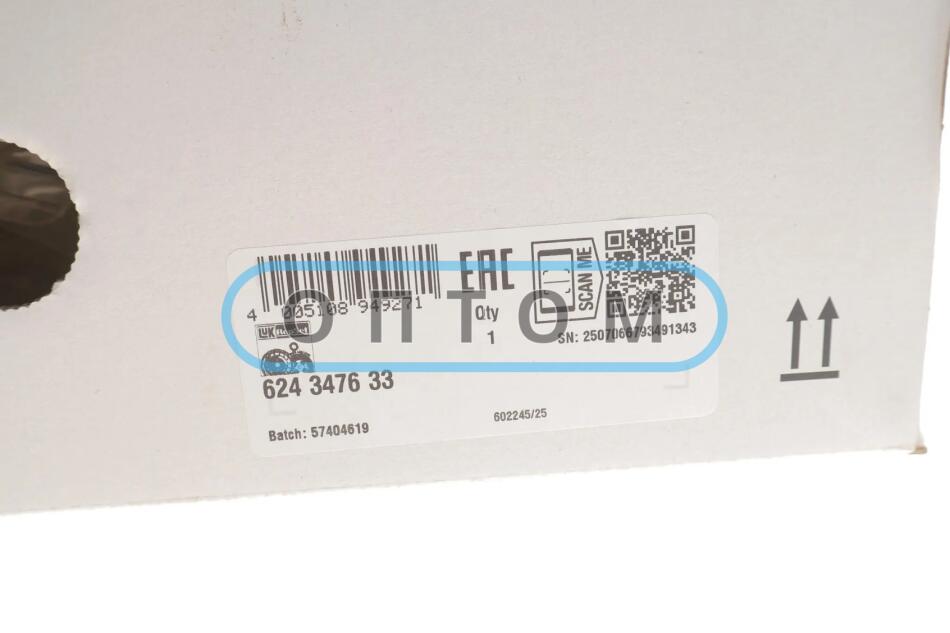 4 005108 949271
EAC
SCAN ME
Qty
1
SN: 2507066793491343
LUK
624 3476 33
Batch: 57404619
602245/25
ОПТОМ